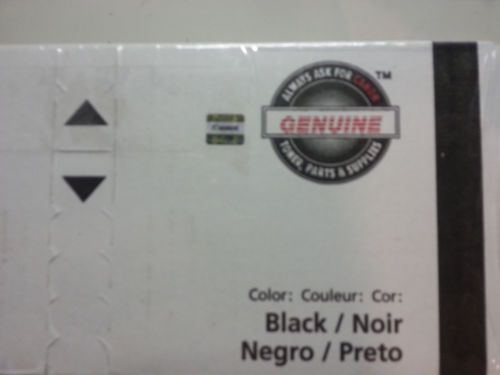 ALWAYS ASK FOR CANON
TM
GENUINE
TONER, PARTS & SUPPLIES
Canon
Color: Couleur: Cor:
Black / Noir
Negro / Preto